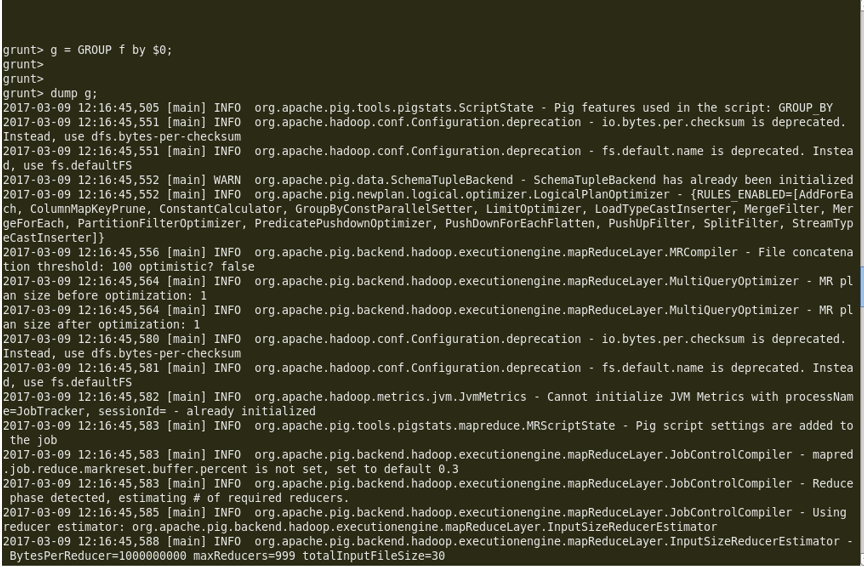 grunt> g = GROUP f by $0;
grunt>
grunt>
grunt> dump g;
2017-03-09 12:16:45,505 [main] INFO  org.apache.pig.tools.pigstats.ScriptState - Pig features used in the script: GROUP_BY
2017-03-09 12:16:45,551 [main] INFO  org.apache.hadoop.conf.Configuration.deprecation - io.bytes.per.checksum is deprecated.
Instead, use dfs.bytes-per-checksum
2017-03-09 12:16:45,551 [main] INFO  org.apache.hadoop.conf.Configuration.deprecation - fs.default.name is deprecated. Instea
d, use fs.defaultFS
2017-03-09 12:16:45,552 [main] WARN  org.apache.pig.data.SchemaTupleBackend - SchemaTupleBackend has already been initialized
2017-03-09 12:16:45,552 [main] INFO  org.apache.pig.newplan.logical.optimizer.LogicalPlanOptimizer - {RULES_ENABLED=[AddForEa
ch, ColumnMapKeyPrune, ConstantCalculator, GroupByConstParallelSetter, LimitOptimizer, LoadTypeCastInserter, MergeFilter, Mer
geForEach, PartitionFilterOptimizer, PredicatePushdownOptimizer, PushDownForEachFlatten, PushUpFilter, SplitFilter, StreamTyp
eCastInserter]}
2017-03-09 12:16:45,556 [main] INFO  org.apache.pig.backend.hadoop.executionengine.mapReduceLayer.MRCompiler - File concatena
tion threshold: 100 optimistic? false
2017-03-09 12:16:45,564 [main] INFO  org.apache.pig.backend.hadoop.executionengine.mapReduceLayer.MultiQueryOptimizer - MR pl
an size before optimization: 1
2017-03-09 12:16:45,564 [main] INFO  org.apache.pig.backend.hadoop.executionengine.mapReduceLayer.MultiQueryOptimizer - MR pl
an size after optimization: 1
2017-03-09 12:16:45,580 [main] INFO  org.apache.hadoop.conf.Configuration.deprecation - io.bytes.per.checksum is deprecated.
Instead, use dfs.bytes-per-checksum
2017-03-09 12:16:45,581 [main] INFO  org.apache.hadoop.conf.Configuration.deprecation - fs.default.name is deprecated. Instea
d, use fs.defaultFS
2017-03-09 12:16:45,582 [main] INFO  org.apache.hadoop.metrics.jvm.JvmMetrics - Cannot initialize JVM Metrics with processNam
e=JobTracker, sessionId= - already initialized
2017-03-09 12:16:45,583 [main] INFO  org.apache.pig.tools.pigstats.mapreduce.MRScriptState - Pig script settings are added to
 the job
2017-03-09 12:16:45,583 [main] INFO  org.apache.pig.backend.hadoop.executionengine.mapReduceLayer.JobControlCompiler - mapred
.job.reduce.markreset.buffer.percent is not set, set to default 0.3
2017-03-09 12:16:45,583 [main] INFO  org.apache.pig.backend.hadoop.executionengine.mapReduceLayer.JobControlCompiler - Reduce
 phase detected, estimating # of required reducers.
2017-03-09 12:16:45,585 [main] INFO  org.apache.pig.backend.hadoop.executionengine.mapReduceLayer.JobControlCompiler - Using
reducer estimator: org.apache.pig.backend.hadoop.executionengine.mapReduceLayer.InputSizeReducerEstimator
2017-03-09 12:16:45,588 [main] INFO  org.apache.pig.backend.hadoop.executionengine.mapReduceLayer.InputSizeReducerEstimator -
 BytesPerReducer=1000000000 maxReducers=999 totalInputFileSize=30